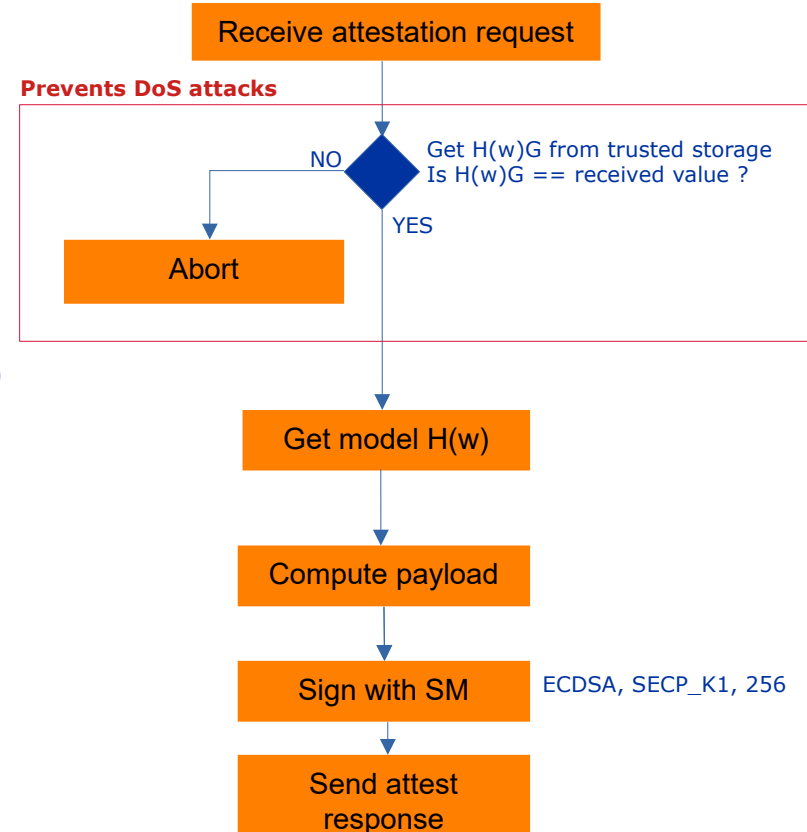 Receive attestation request
Prevents DoS attacks
NO
Get H(w)G from trusted storage
Is H(w)G == received value ?
YES
Abort
Get model H(w)
Compute payload
Sign with SM
ECDSA, SECP_K1, 256
Send attest
response